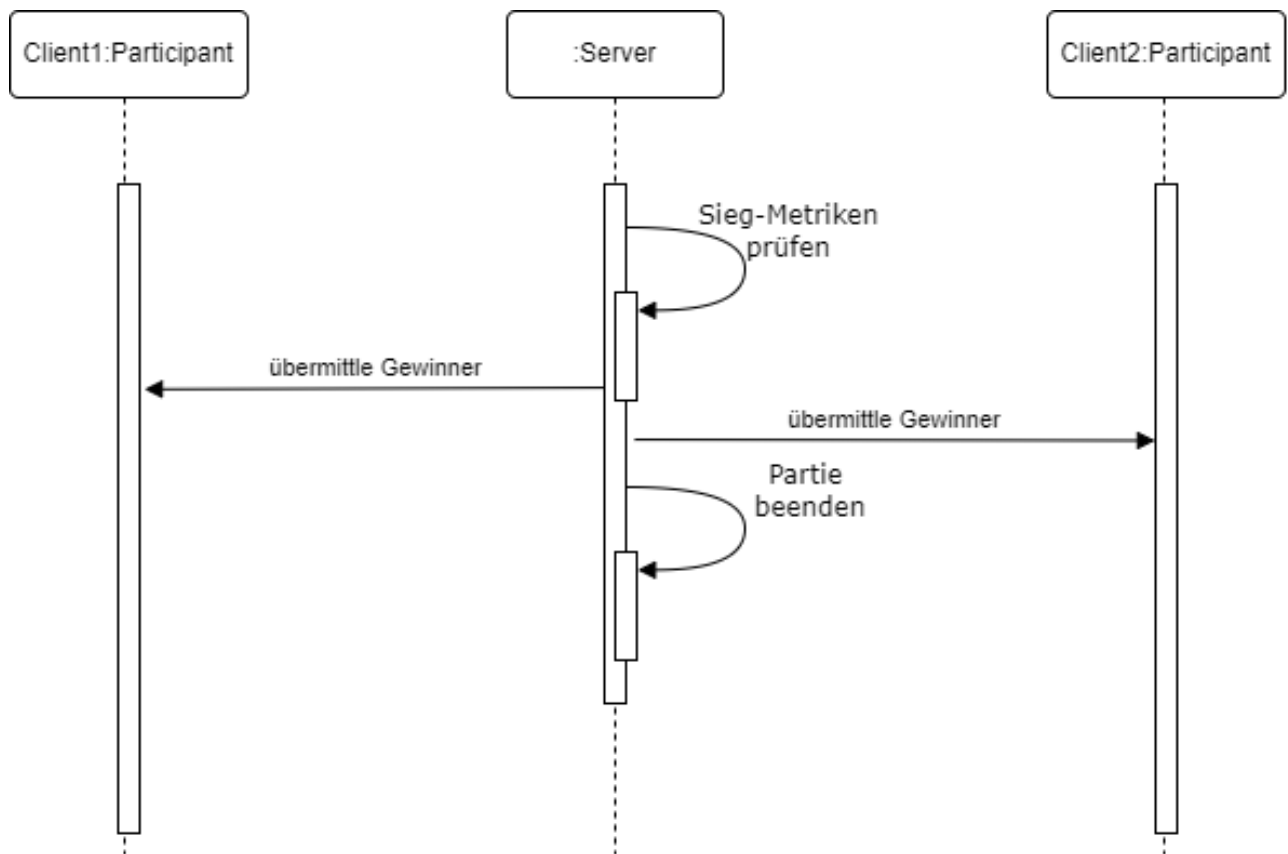 Client1:Participant
:Server
Client2:Participant
Sieg-Metriken
prüfen
übermittle Gewinner
übermittle Gewinner
Partie
beenden